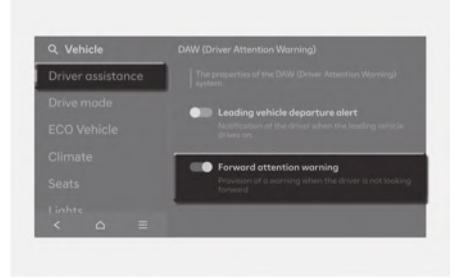 Vehicle
DAW (Driver Attention Warning)
Driver assistance
The properties of the DAW (Driver Attention Warning)
system.
Drive mode
Leading vehicle departure alert
Notification of the driver when the leading vehicle
drives on
ECO Vehicle
Climate
Forward attention warning
Provision of a warning when the driver is not looking
forward
Seats
Lights